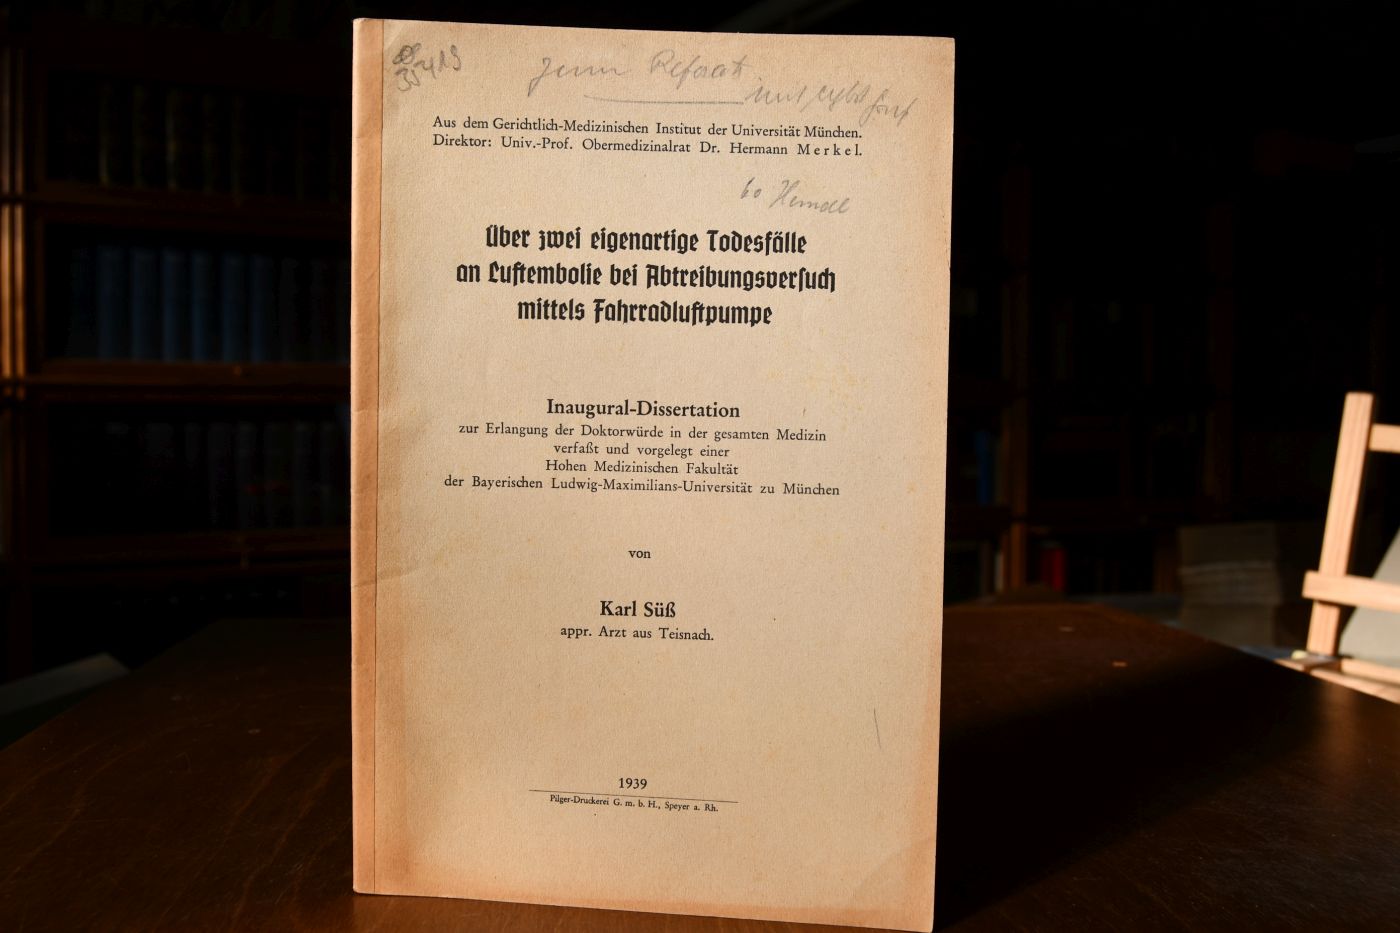 Referat
Aus dem Gerichtlich-Medizinischen Institut der Universität München.
Direktor: Univ.-Prof. Obermedizinalrat Dr. Hermann Merkel.
Über zwei eigenartige Todesfälle
an Luftembolie bei Abtreibungsversuch
mittels Fahrradluftpumpe
Inaugural-Dissertation
zur Erlangung der Doktorwürde in der gesamten Medizin
verfaßt und vorgelegt einer
Hohen Medizinischen Fakultät
der Bayerischen Ludwig-Maximilians-Universität zu München
von
Karl Süß
appr. Arzt aus Teisnach.
1939
Pilger-Druckerei G. m. b. H., Speyer a. Rh.